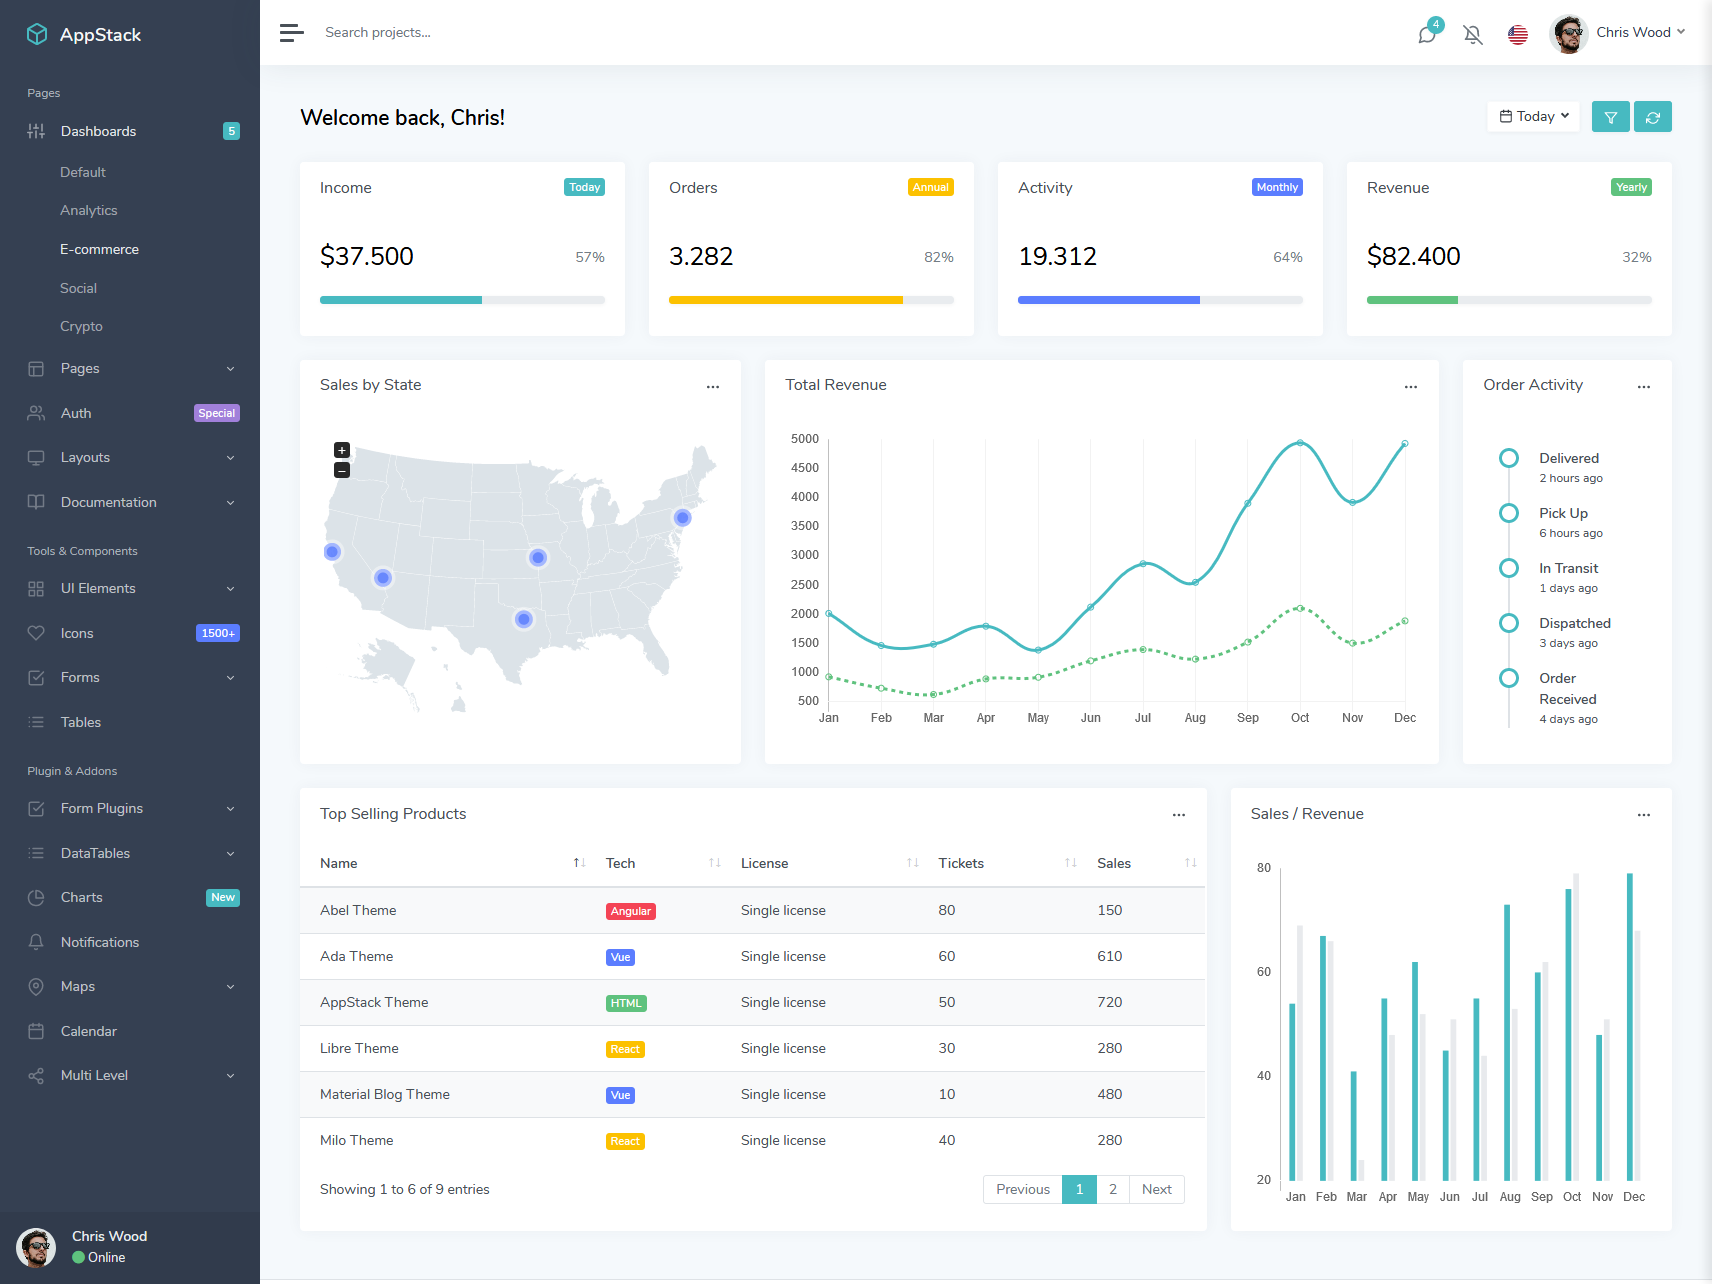 AppStack
Pages
Dashboards 5
Default
Analytics
E-commerce
Social
Crypto
Pages
Auth Special
Layouts
Documentation
Tools & Components
UI Elements
Icons 1500+
Forms
Tables
Plugin & Addons
Form Plugins
DataTables
Charts New
Notifications
Maps
Calendar
Multi Level
Chris Wood
Online
Search projects...
4
Chris Wood
Welcome back, Chris!
Today
Income Today
$37.500 57%
Orders Annual
3.282 82%
Activity Monthly
19.312 64%
Revenue Yearly
$82.400 32%
Sales by State ...
+
−
Total Revenue ...
5000
4500
4000
3500
3000
2500
2000
1500
1000
500
Jan Feb Mar Apr May Jun Jul Aug Sep Oct Nov Dec
Order Activity ...
Delivered
2 hours ago
Pick Up
6 hours ago
In Transit
1 days ago
Dispatched
3 days ago
Order
Received
4 days ago
Top Selling Products ...
Name Tech License Tickets Sales
Abel Theme Angular Single license 80 150
Ada Theme Vue Single license 60 610
AppStack Theme HTML Single license 50 720
Libre Theme React Single license 30 280
Material Blog Theme Vue Single license 10 480
Milo Theme React Single license 40 280
Showing 1 to 6 of 9 entries
Previous 1 2 Next
Sales / Revenue ...
80
60
40
20
Jan Feb Mar Apr May Jun Jul Aug Sep Oct Nov Dec